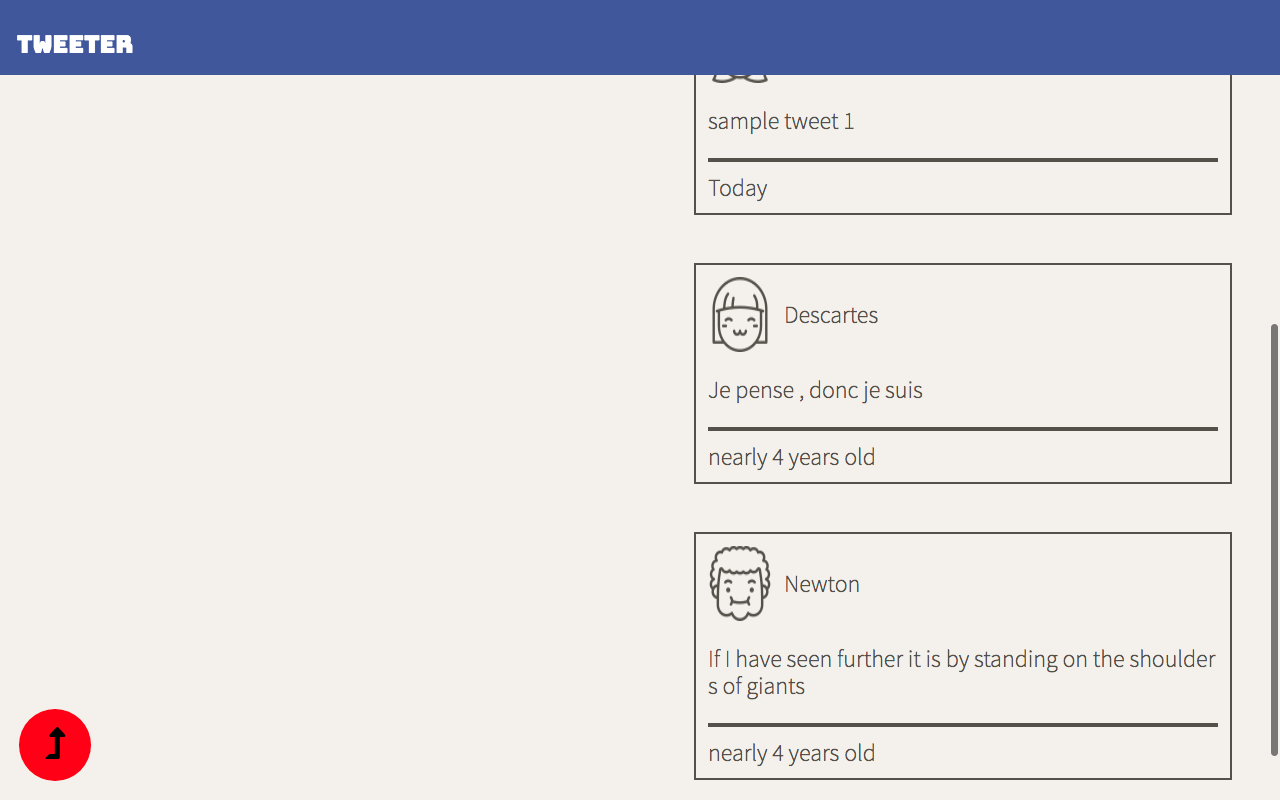 TWEETER
sample tweet 1
Today
Descartes
Je pense , donc je suis
nearly 4 years old
Newton
If I have seen further it is by standing on the shoulder
s of giants
nearly 4 years old